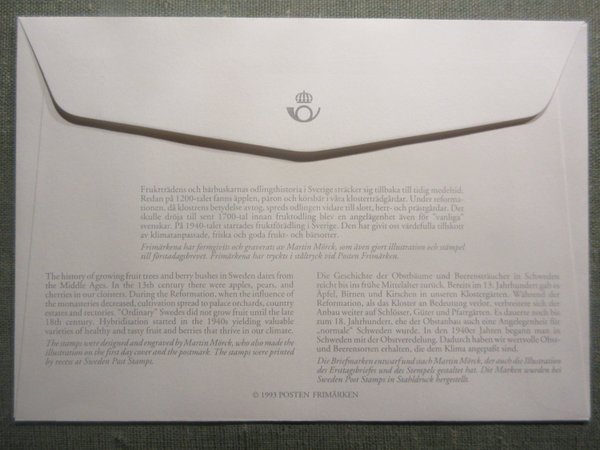 Fruktträdens och bärbuskarnas odlingshistoria i Sverige sträcker sig tillbaka till tidig medeltid.
Redan på 1200-talet fanns äpplen, päron och körsbär i våra klosterträdgårdar. Under reforma-
tionen, då klostrens betydelse avtog, spreds odlingen vidare till slott, herr- och prästgårdar. Det
skulle dröja till sent 1700-tal innan fruktodling blev en angelägenhet även för "vanliga"
svenskar. På 1940-talet startades fruktförädling i Sverige. Den har givit oss värdefulla tillskott
av klimatanpassade, friska och goda frukt- och bärsorter.
Frimärkena har formgivits och graverats av Martin Mörck, som även gjort illustration och stämpel
till förstadagsbrevet. Frimärkena har tryckts i ståltryck vid Posten Frimärken.
The history of growing fruit trees and berry bushes in Sweden dates from
the Middle Ages. In the 13th century there were apples, pears, and
cherries in our cloisters. During the Reformation, when the influence of
the monasteries decreased, cultivation spread to palace orchards, country
estates and rectories. "Ordinary" Swedes did not grow fruit until the late
18th century. Hybridization started in the 1940s yielding valuable
varieties of healthy and tasty fruit and berries that thrive in our climate.
The stamps were designed and engraved by Martin Mörck, who also made the
illustration on the first day cover and the postmark. The stamps were printed
by recess at Sweden Post Stamps.
Die Geschichte der Obstbäume und Beerensträucher in Schweden
reicht bis ins frühe Mittelalter zurück. Bereits im 13. Jahrhundert gab es
Äpfel, Birnen und Kirschen in unseren Klostergärten. Während der
Reformation, als das Kloster an Bedeutung verlor, verbreitete sich der
Anbau weiter auf Schlösser, Güter und Pfarrgärten. Es dauerte noch bis
zum 18. Jahrhundert, ehe der Obstanbau auch eine Angelegenheit für
„normale" Schweden wurde. In den 1940er Jahren begann man in
Schweden mit der Obstveredelung. Dadurch haben wir wertvolle Obst-
und Beerensorten erhalten, die dem Klima angepaßt sind.
Die Briefmarken entwarf und stach Martin Mörck, der auch die Illustration
des Ersttagsbriefes und des Stempels gestaltet hat. Die Marken wurden bei
Sweden Post Stamps in Stahldruck hergestellt.
© 1993 POSTEN FRIMÄRKEN